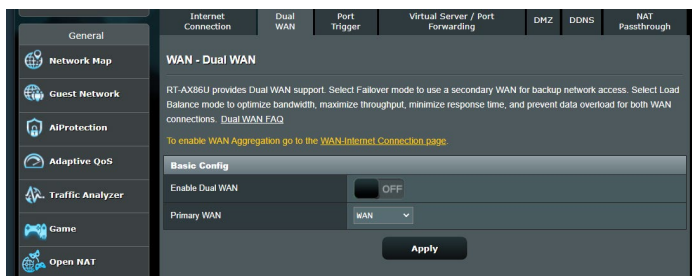 General
Network Map
Guest Network
AiProtection
Adaptive QoS
Traffic Analyzer
Game
Open NAT
Internet Connection
Dual WAN
Port Trigger
Virtual Server / Port Forwarding
DMZ
DDNS
NAT Passthrough
WAN - Dual WAN
RT-AX86U provides Dual WAN support. Select Failover mode to use a secondary WAN for backup network access. Select Load
Balance mode to optimize bandwidth, maximize throughput, minimize response time, and prevent data overload for both WAN
connections. Dual WAN FAQ
To enable WAN Aggregation go to the WAN-Internet Connection page.
Basic Config
Enable Dual WAN
OFF
Primary WAN
WAN
Apply